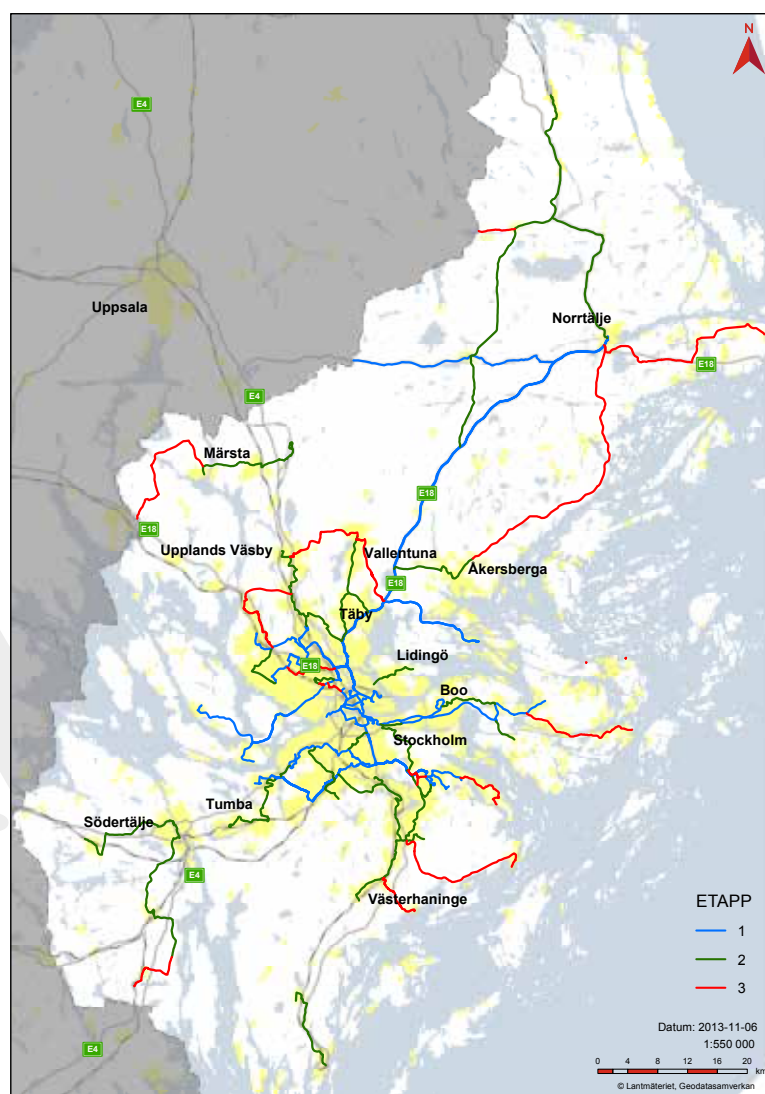 N
E4
Uppsala
Norrtälje
E18
E4
Märsta
E18
E18
Upplands Väsby
Vallentuna
Åkersberga
E18
Täby
Lidingö
E18
Boo
Stockholm
Tumba
Södertälje
E4
Västerhaninge
ETAPP
1
2
3
Datum: 2013-11-06
1:550 000
E4
0 4 8 12 16 20
km
© Lantmäteriet, Geodatasamverkan